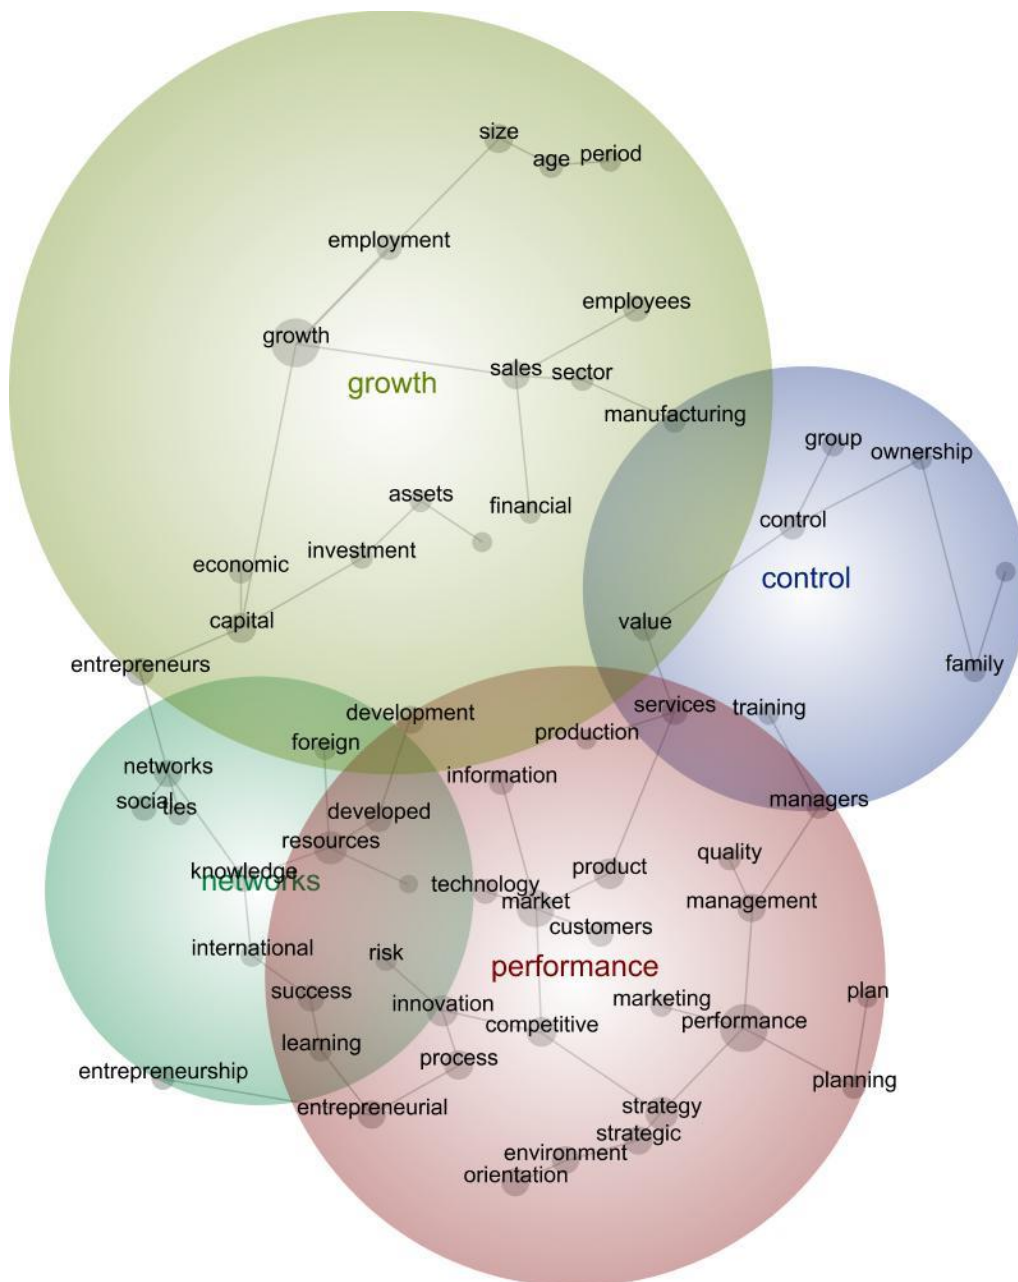 size
age
period
employment
employees
growth
sales
sector
growth
manufacturing
group
ownership
assets
financial
control
investment
economic
control
capital
value
entrepreneurs
family
services
training
development
production
foreign
networks
information
social
ties
managers
developed
resources
quality
knowledge
product
networks
technology
market
management
customers
international
risk
performance
success
innovation
marketing
plan
competitive
performance
learning
process
entrepreneurship
planning
entrepreneurial
strategy
strategic
environment
orientation